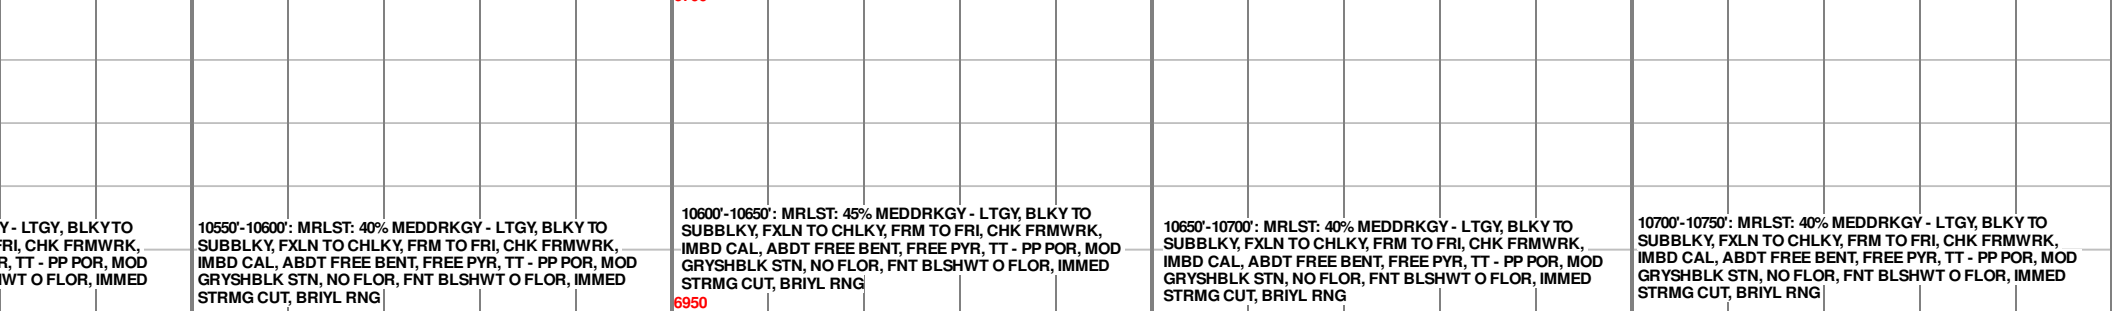 Y - LTGY, BLKY TO
FRI, CHK FRMWRK,
R, TT - PP POR, MOD
WT O FLOR, IMMED
10550'-10600': MRLST: 40% MEDDRKGY - LTGY, BLKY TO
SUBBLKY, FXLN TO CHLKY, FRM TO FRI, CHK FRMWRK,
IMBD CAL, ABDT FREE BENT, FREE PYR, TT - PP POR, MOD
GRYSHBLK STN, NO FLOR, FNT BLSHWT O FLOR, IMMED
STRMG CUT, BRIYL RNG
10600'-10650': MRLST: 45% MEDDRKGY - LTGY, BLKY TO
SUBBLKY, FXLN TO CHLKY, FRM TO FRI, CHK FRMWRK,
IMBD CAL, ABDT FREE BENT, FREE PYR, TT - PP POR, MOD
GRYSHBLK STN, NO FLOR, FNT BLSHWT O FLOR, IMMED
STRMG CUT, BRIYL RNG
6950
10650'-10700': MRLST: 40% MEDDRKGY - LTGY, BLKY TO
SUBBLKY, FXLN TO CHLKY, FRM TO FRI, CHK FRMWRK,
IMBD CAL, ABDT FREE BENT, FREE PYR, TT - PP POR, MOD
GRYSHBLK STN, NO FLOR, FNT BLSHWT O FLOR, IMMED
STRMG CUT, BRIYL RNG
10700'-10750': MRLST: 40% MEDDRKGY - LTGY, BLKY TO
SUBBLKY, FXLN TO CHLKY, FRM TO FRI, CHK FRMWRK,
IMBD CAL, ABDT FREE BENT, FREE PYR, TT - PP POR, MOD
GRYSHBLK STN, NO FLOR, FNT BLSHWT O FLOR, IMMED
STRMG CUT, BRIYL RNG